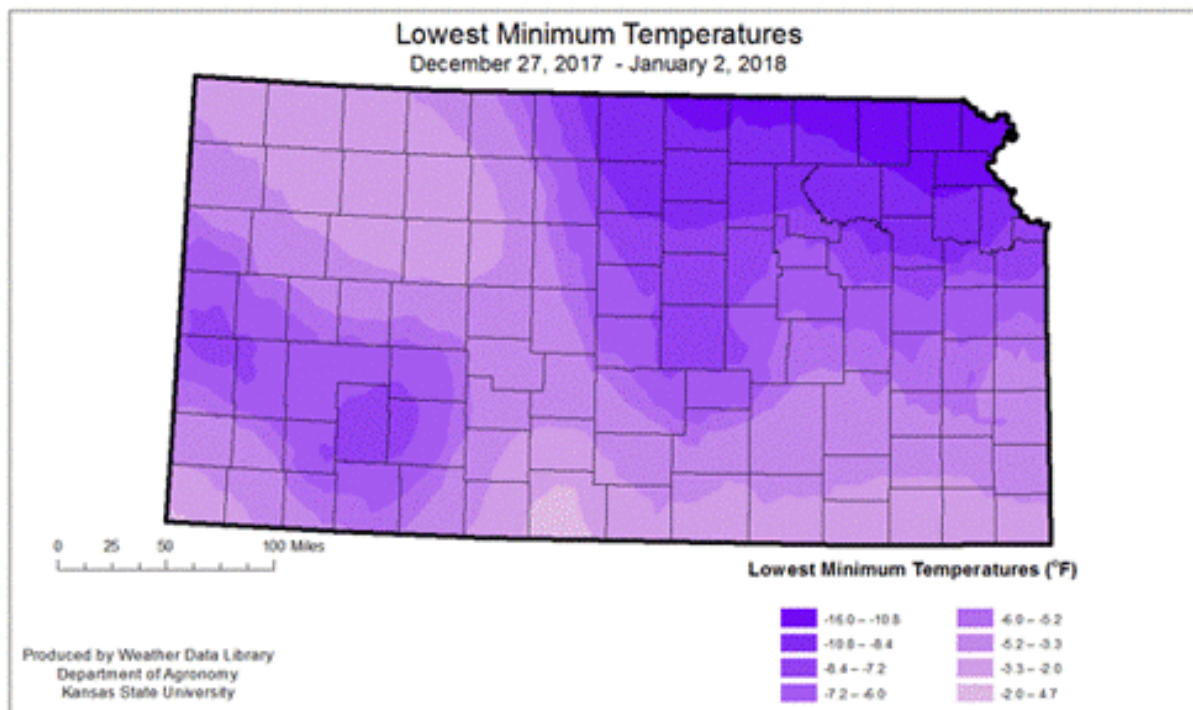 Lowest Minimum Temperatures
December 27, 2017 - January 2, 2018
0 25 50 100 Miles
Lowest Minimum Temperatures (°F)
-16.0 – -10.8
-10.8 – -8.4
-8.4 – -7.2
-7.2 – -6.0
-6.0 – -5.2
-5.2 – -3.3
-3.3 – -2.0
-2.0 – 4.7
Produced by Weather Data Library
Department of Agronomy
Kansas State University